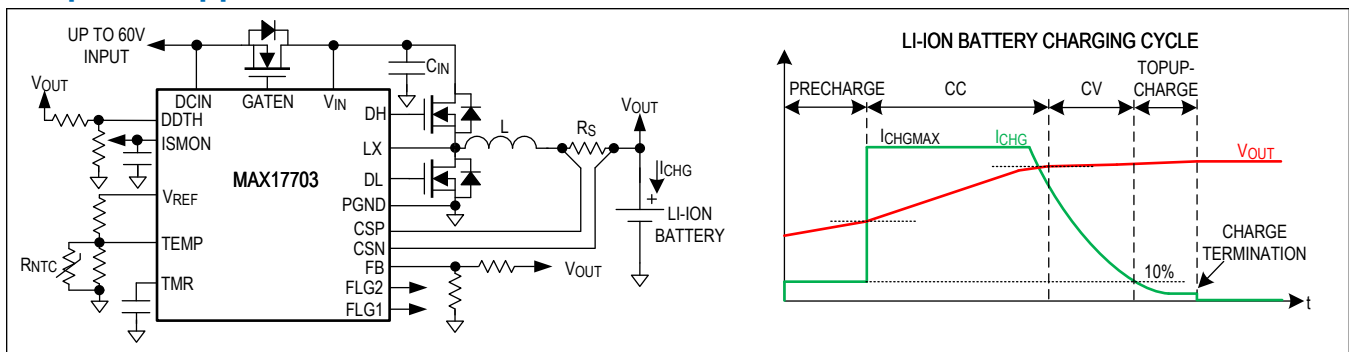 UP TO 60V
INPUT
VOUT
DCIN
GATEN
VIN
CIN
DDTH
ISMON
VREF
TEMP
RNTC
TMR
MAX17703
DH
LX
DL
PGND
CSP
CSN
FB
FLG2
FLG1
L
RS
VOUT
ICHG
+
LI-ION
BATTERY
VOUT
LI-ION BATTERY CHARGING CYCLE
PRECHARGE
CC
CV
TOPUP-
CHARGE
ICHGMAX
ICHG
VOUT
10%
CHARGE
TERMINATION
t